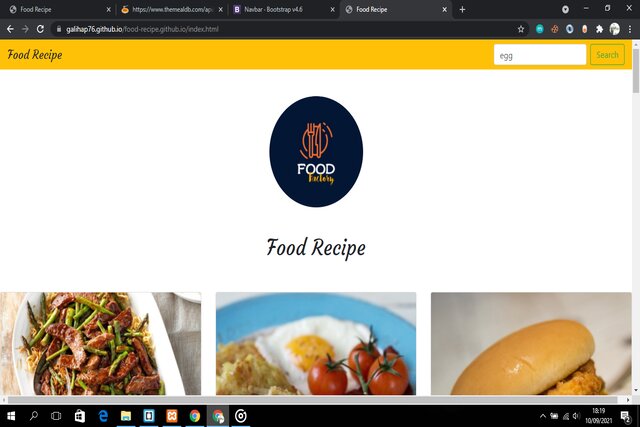 Food Recipe
https://www.themealdb.com/ap
Navbar - Bootstrap v4.6
Food Recipe
galihap76.github.io/food-recipe.github.io/index.html
Food Recipe
egg
Search
FOOD
Factory
Food Recipe
18:19
10/09/2021